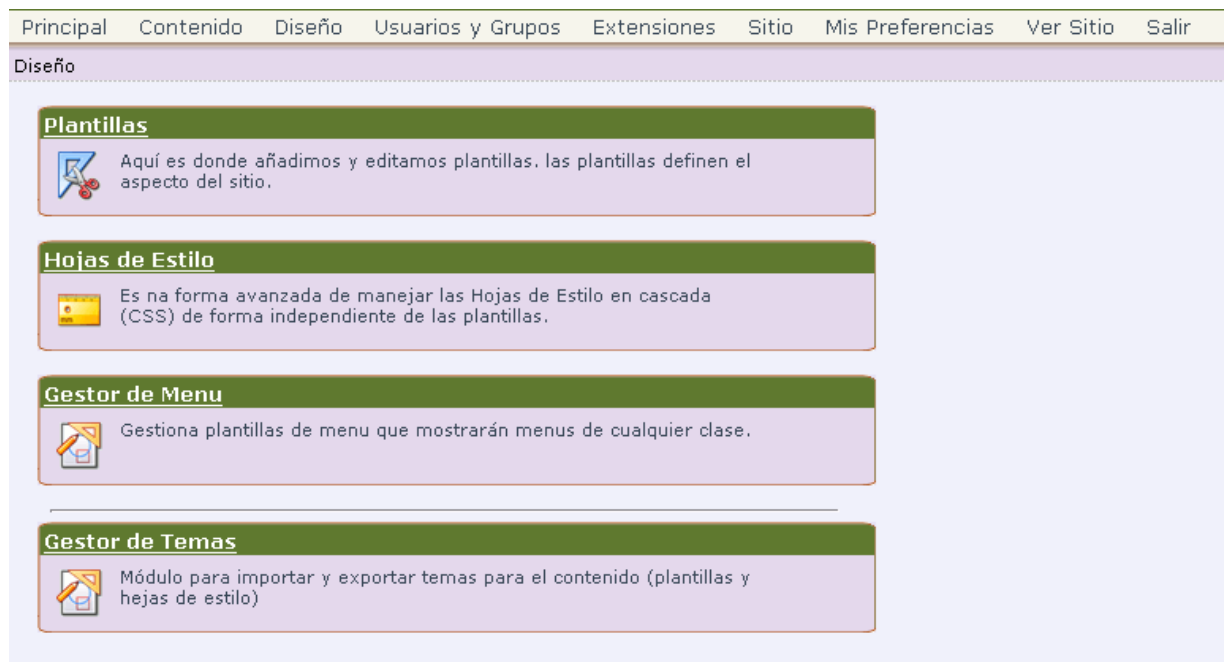 Principal Contenido Diseño Usuarios y Grupos Extensiones Sitio Mis Preferencias Ver Sitio Salir
Diseño
Plantillas
Aquí es donde añadimos y editamos plantillas. las plantillas definen el
aspecto del sitio.
Hojas de Estilo
Es na forma avanzada de manejar las Hojas de Estilo en cascada
(CSS) de forma independiente de las plantillas.
Gestor de Menu
Gestiona plantillas de menu que mostrarán menus de cualquier clase.
Gestor de Temas
Módulo para importar y exportar temas para el contenido (plantillas y
hejas de estilo)